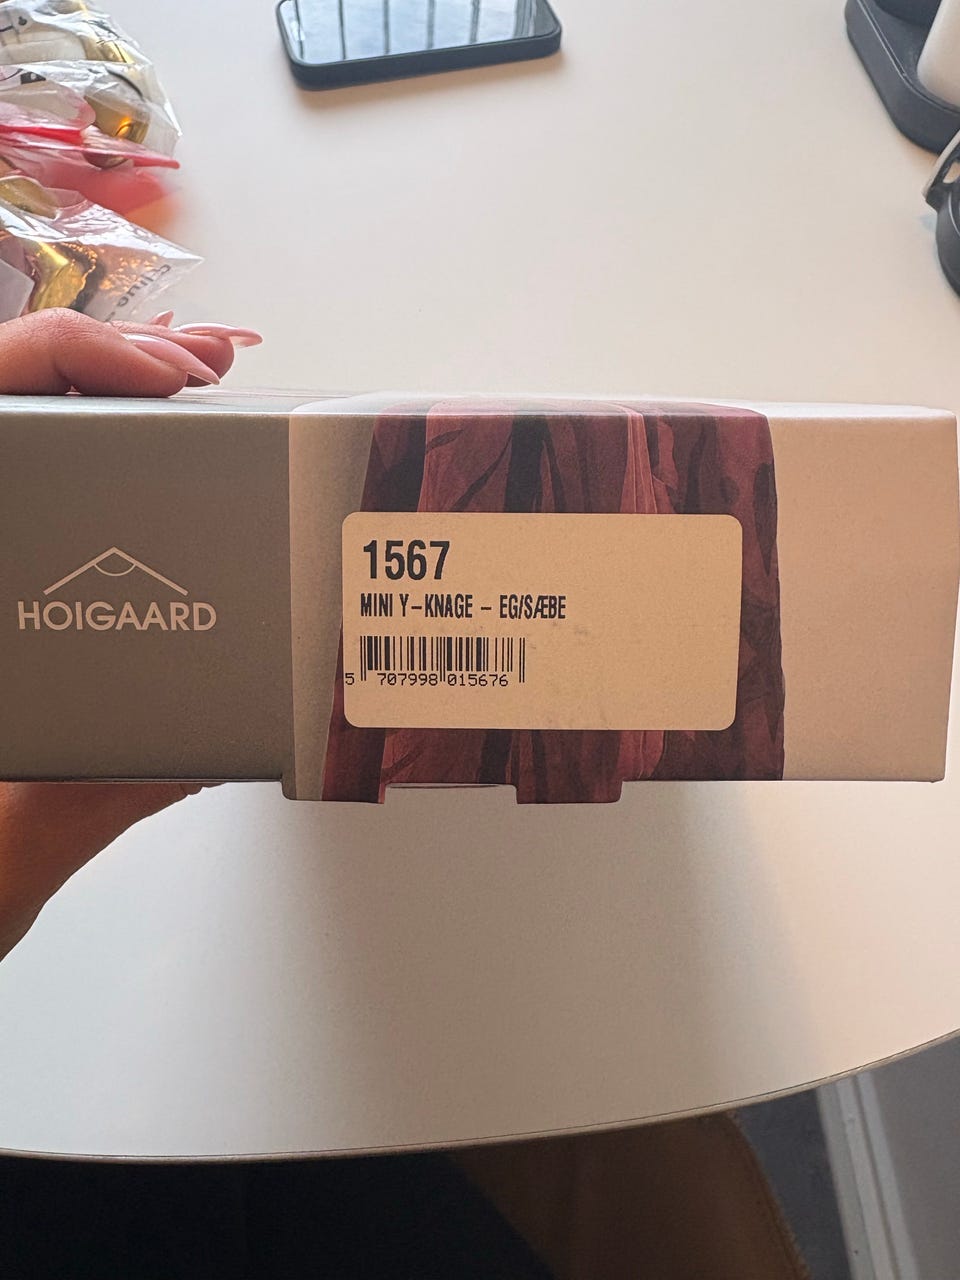 HOIGAARD
1567
MINI Y-KNAGE - EG/SÆBE
5 707998 015676